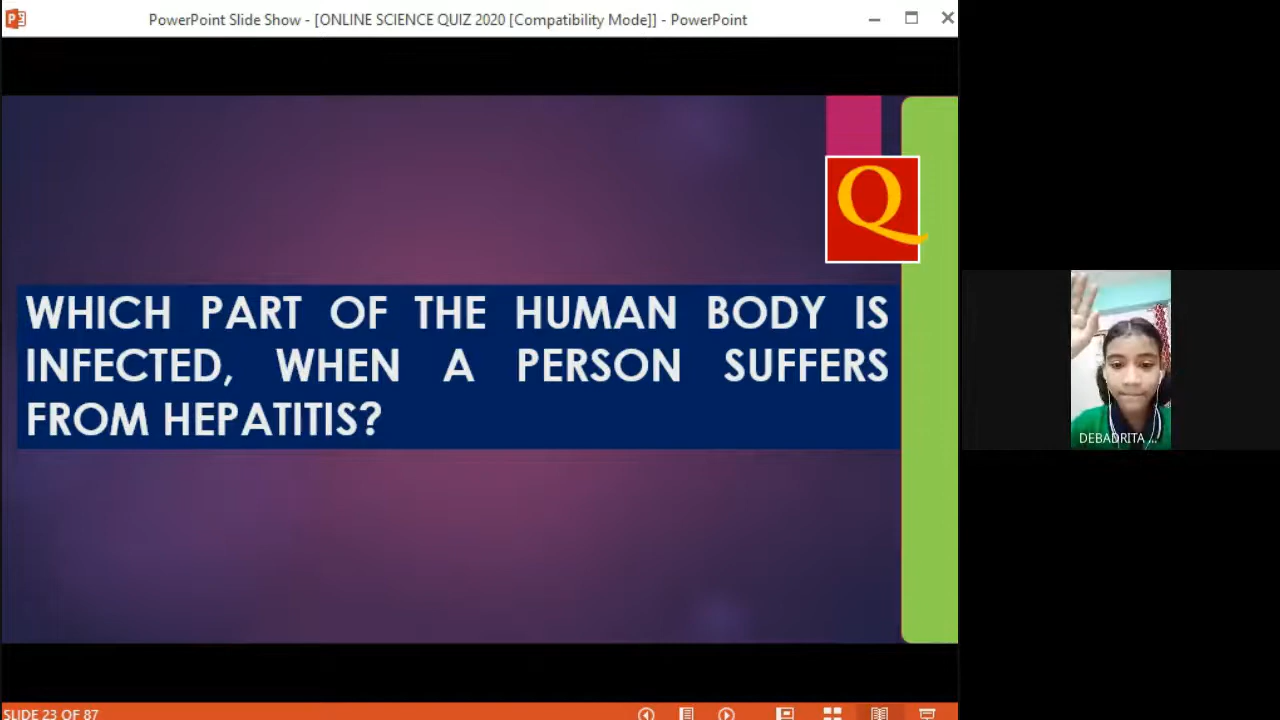 PowerPoint Slide Show - [ONLINE SCIENCE QUIZ 2020 [Compatibility Mode]] - PowerPoint
Q
WHICH PART OF THE HUMAN BODY IS
INFECTED, WHEN A PERSON SUFFERS
FROM HEPATITIS?
DEBADRITA ...
SLIDE 23 OF 87